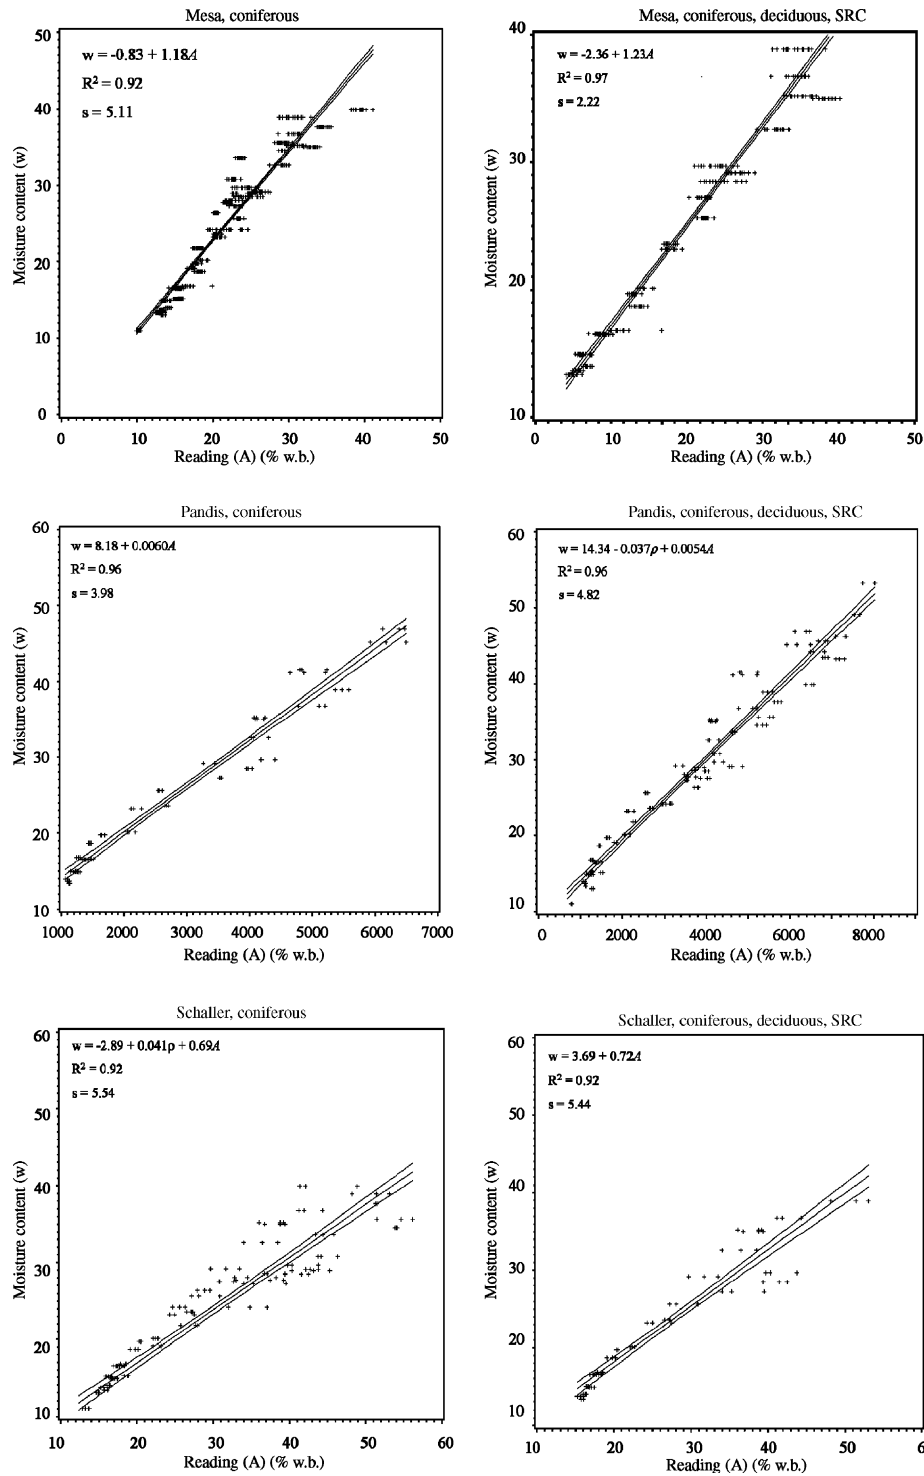 Mesa, coniferous
w = -0.83 + 1.18A
R² = 0.92
s = 5.11
50
40
30
20
10
0
Moisture content (w)
0 10 20 30 40 50
Reading (A) (% w.b.)
Mesa, coniferous, deciduous, SRC
w = -2.36 + 1.23A
R² = 0.97
s = 2.22
40
30
20
10
Moisture content (w)
0 10 20 30 40 50
Reading (A) (% w.b.)
Pandis, coniferous
w = 8.18 + 0.0060A
R² = 0.96
s = 3.98
60
50
40
30
20
10
Moisture content (w)
1000 2000 3000 4000 5000 6000 7000
Reading (A) (% w.b.)
Pandis, coniferous, deciduous, SRC
w = 14.34 - 0.037ρ + 0.0054A
R² = 0.96
s = 4.82
60
50
40
30
20
10
Moisture content (w)
0 2000 4000 6000 8000
Reading (A) (% w.b.)
Schaller, coniferous
w = -2.89 + 0.041ρ + 0.69A
R² = 0.92
s = 5.54
60
50
40
30
20
10
Moisture content (w)
10 20 30 40 50 60
Reading (A) (% w.b.)
Schaller, coniferous, deciduous, SRC
w = 3.69 + 0.72A
R² = 0.92
s = 5.44
60
50
40
30
20
10
Moisture content (w)
10 20 30 40 50 6
Reading (A) (% w.b.)